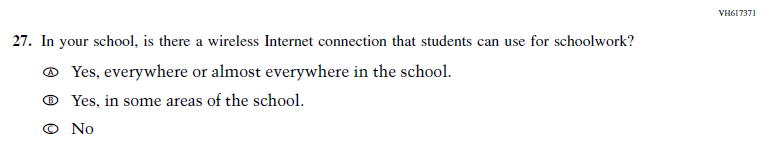 VH617371
27. In your school, is there a wireless Internet connection that students can use for schoolwork?
Ⓐ Yes, everywhere or almost everywhere in the school.
Ⓑ Yes, in some areas of the school.
Ⓒ No